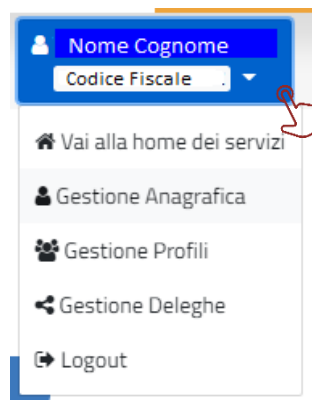 Nome Cognome
Codice Fiscale .
Vai alla home dei servizi
Gestione Anagrafica
Gestione Profili
Gestione Deleghe
Logout